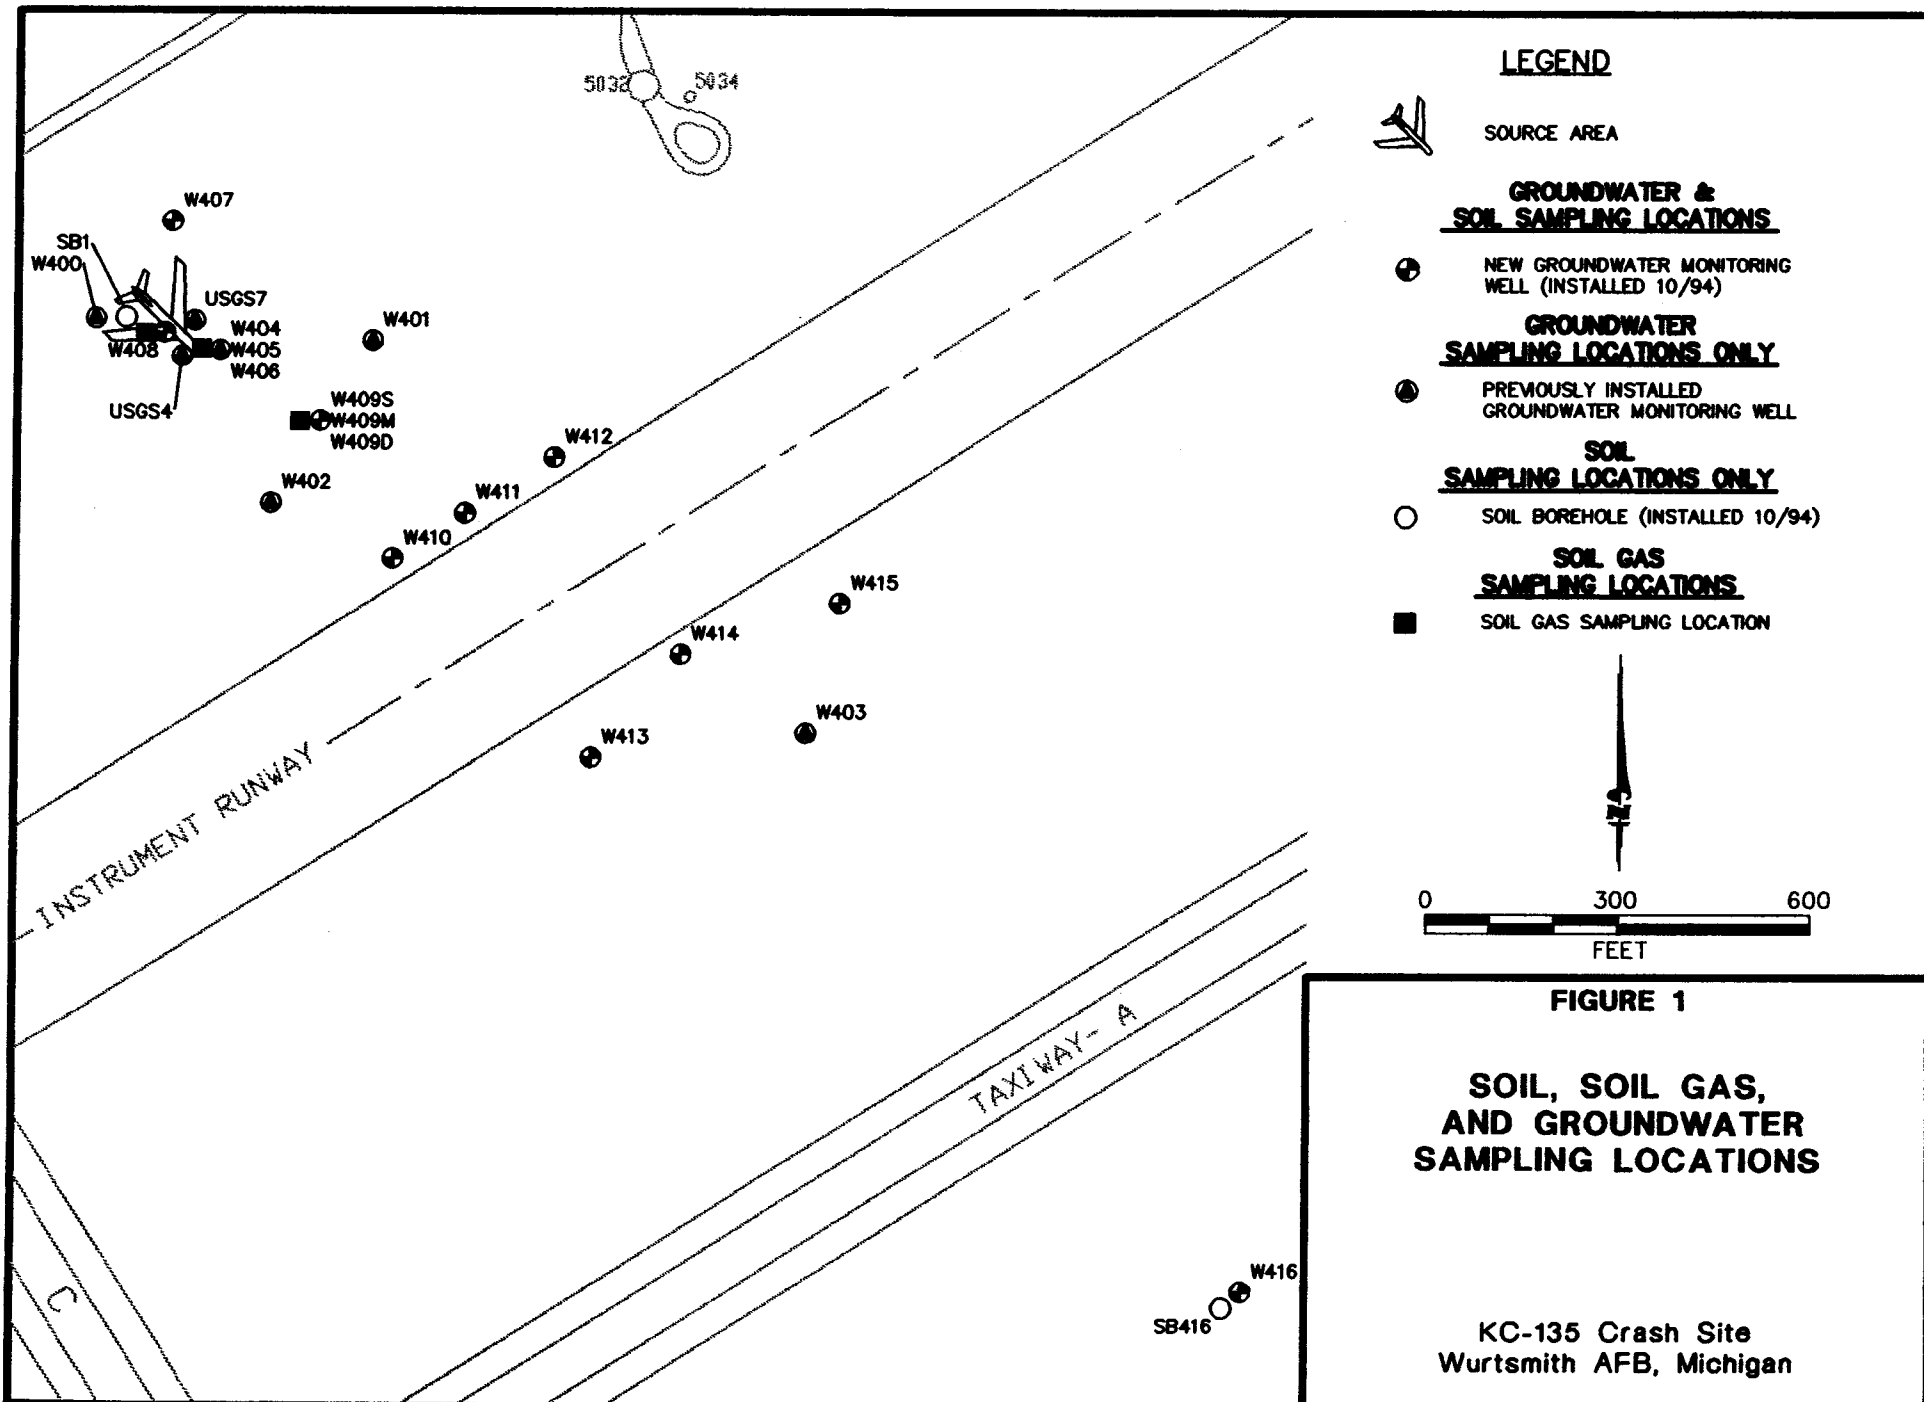 5032
5034
W407
SB1
W400
USGS7
W404
W405
W406
W408
USGS4
W401
W409S
W409M
W409D
W402
W412
W411
W410
W415
W414
W403
W413
INSTRUMENT RUNWAY
TAXIWAY- A
C
W416
SB416
LEGEND
SOURCE AREA
GROUNDWATER &
SOIL SAMPLING LOCATIONS
NEW GROUNDWATER MONITORING
WELL (INSTALLED 10/94)
GROUNDWATER
SAMPLING LOCATIONS ONLY
PREVIOUSLY INSTALLED
GROUNDWATER MONITORING WELL
SOIL
SAMPLING LOCATIONS ONLY
SOIL BOREHOLE (INSTALLED 10/94)
SOIL GAS
SAMPLING LOCATIONS
SOIL GAS SAMPLING LOCATION
N
0 300 600
FEET
FIGURE 1
SOIL, SOIL GAS,
AND GROUNDWATER
SAMPLING LOCATIONS
KC-135 Crash Site
Wurtsmith AFB, Michigan